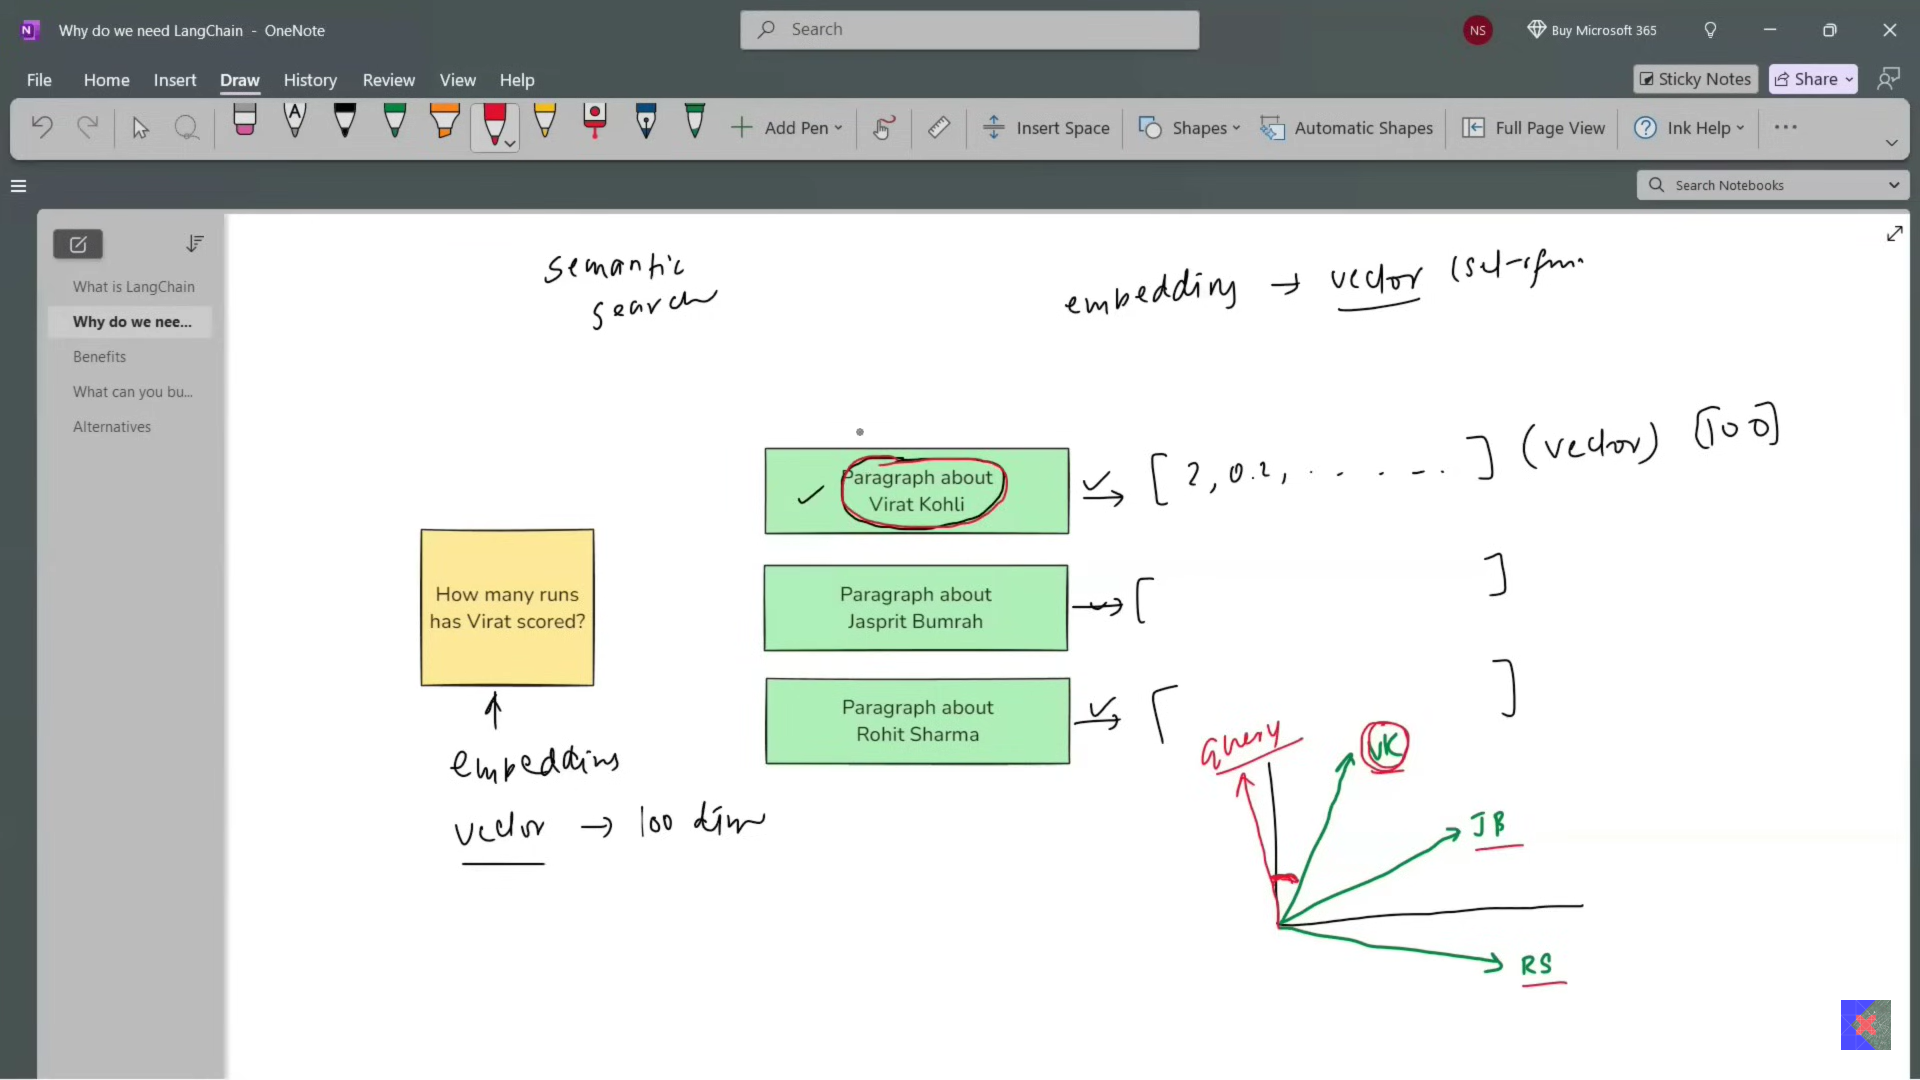 Why do we need LangChain - OneNote
Search
NS
Buy Microsoft 365
File Home Insert Draw History Review View Help
Sticky Notes
Share
Add Pen
Insert Space
Shapes
Automatic Shapes
Full Page View
Ink Help
Search Notebooks
What is LangChain
Why do we nee...
Benefits
What can you bu...
Alternatives
semantic
search
embedding → vector
Paragraph about
Virat Kohli
[ 2, 0.2, . . . . - . ] (vector) [100]
How many runs
has Virat scored?
Paragraph about
Jasprit Bumrah
[ ]
Paragraph about
Rohit Sharma
[ ]
embedding
vector → 100 dim
query
VK
JB
RS